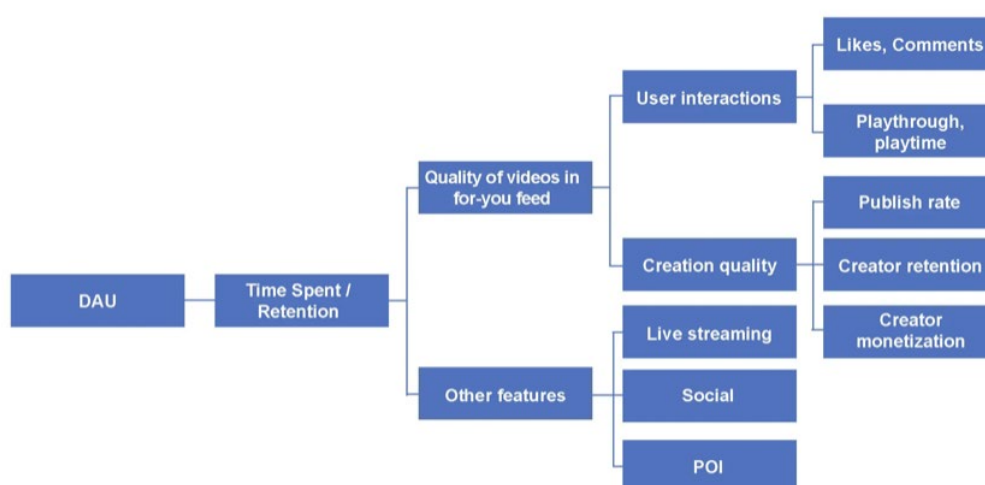 DAU
Time Spent /
Retention
Quality of videos in
for-you feed
Other features
User interactions
Creation quality
Live streaming
Social
POI
Likes, Comments
Playthrough,
playtime
Publish rate
Creator retention
Creator
monetization